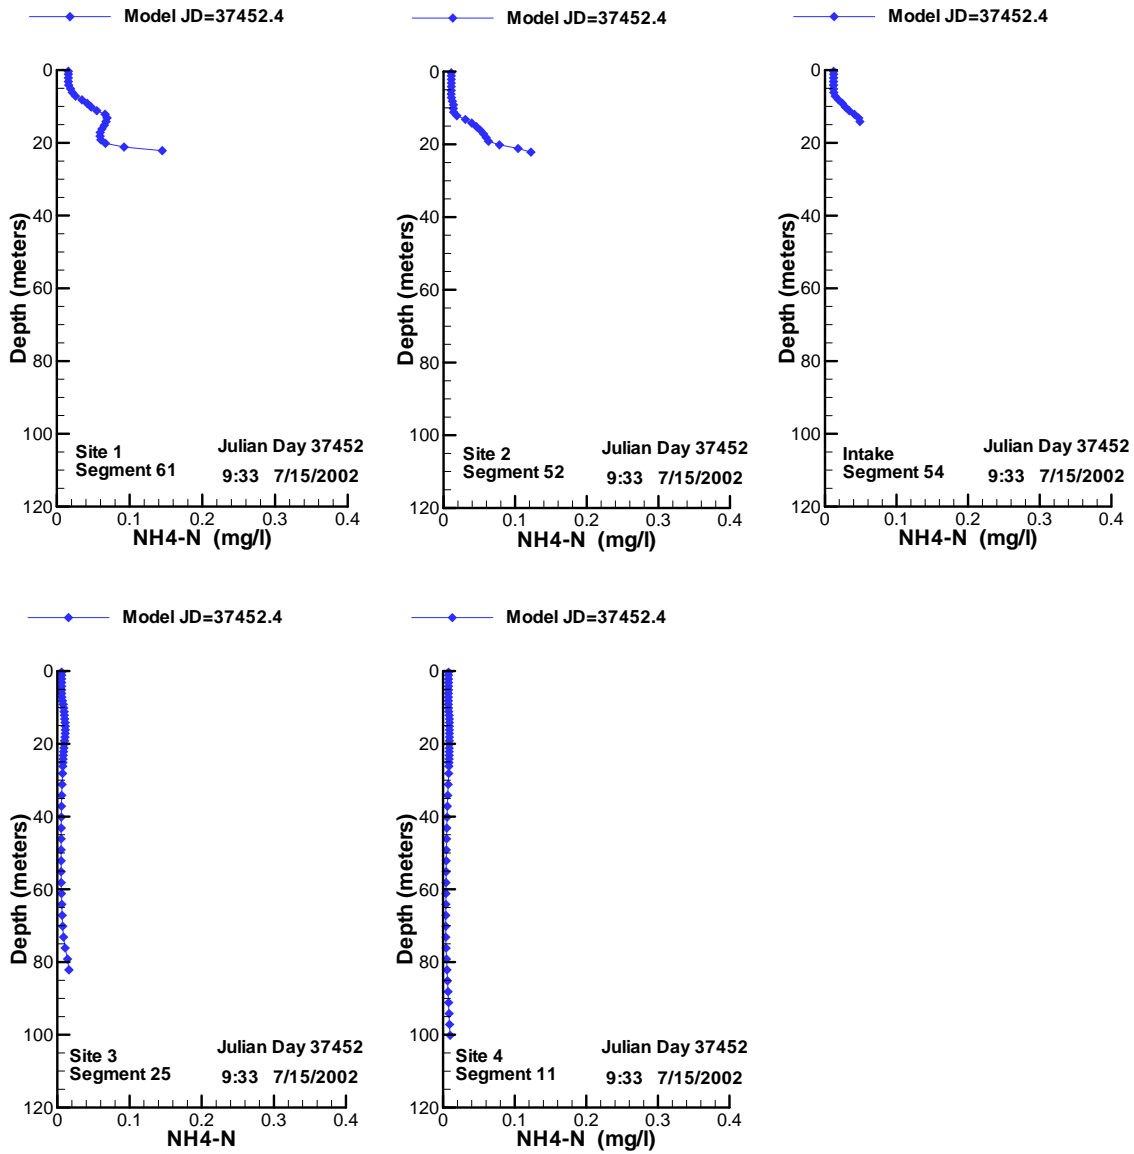 Model JD=37452.4
0
20
40
60
80
100
120
Depth (meters)
Site 1
Segment 61
Julian Day 37452
9:33 7/15/2002
0 0.1 0.2 0.3 0.4
NH4-N (mg/l)
Model JD=37452.4
0
20
40
60
80
100
120
Depth (meters)
Site 2
Segment 52
Julian Day 37452
9:33 7/15/2002
0 0.1 0.2 0.3 0.4
NH4-N (mg/l)
Model JD=37452.4
0
20
40
60
80
100
120
Depth (meters)
Intake
Segment 54
Julian Day 37452
9:33 7/15/2002
0 0.1 0.2 0.3 0.4
NH4-N (mg/l)
Model JD=37452.4
0
20
40
60
80
100
120
Depth (meters)
Site 3
Segment 25
Julian Day 37452
9:33 7/15/2002
0 0.1 0.2 0.3 0.4
NH4-N
Model JD=37452.4
0
20
40
60
80
100
120
Depth (meters)
Site 4
Segment 11
Julian Day 37452
9:33 7/15/2002
0 0.1 0.2 0.3 0.4
NH4-N (mg/l)